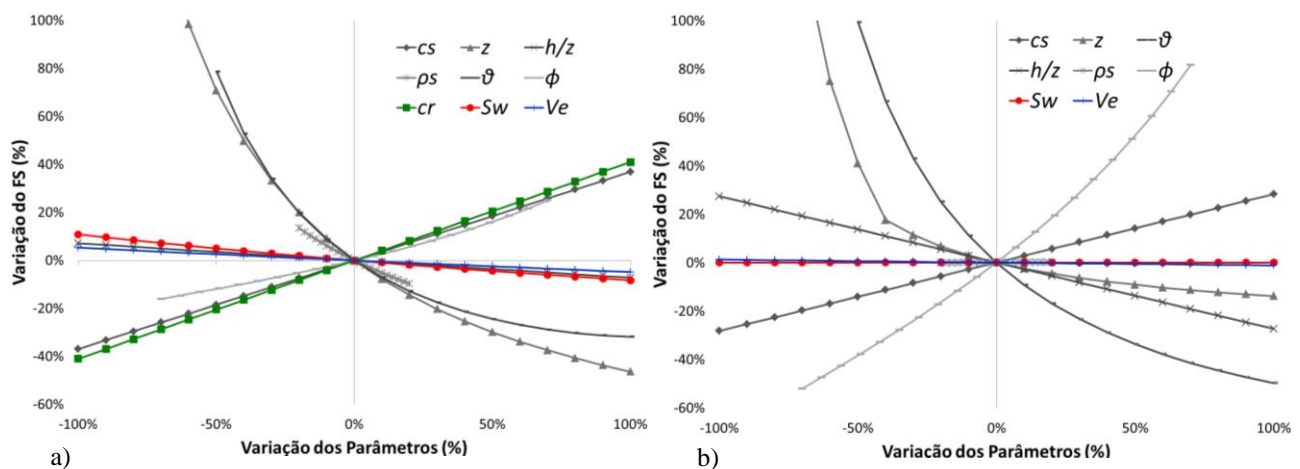 a)
100%
80%
60%
40%
20%
0%
-20%
-40%
-60%
Variação do FS (%)
cs z h/z
ρs ϑ ϕ
cr Sw Ve
-100% -50% 0% 50% 100%
Variação dos Parâmetros (%)
b)
100%
80%
60%
40%
20%
0%
-20%
-40%
-60%
Variação do FS (%)
cs z ϑ
h/z ρs ϕ
Sw Ve
-100% -50% 0% 50% 100%
Variação dos Parâmetros (%)